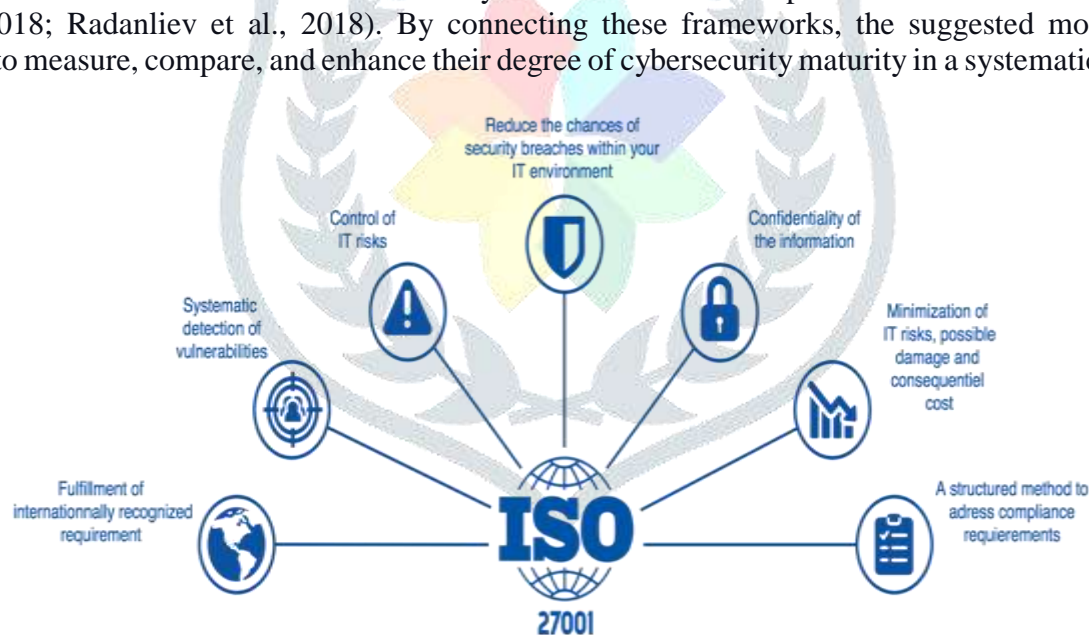 018; Radanliev et al., 2018). By connecting these frameworks, the suggested mo
to measure, compare, and enhance their degree of cybersecurity maturity in a systematic
Reduce the chances of
security breaches within your
IT environment
Control of
IT risks
Confidentiality of
the information
Systematic
detection of
vulnerabilities
Minimization of
IT risks, possible
damage and
consequentiel
cost
Fulfillment of
internationnally recognized
requirement
A structured method to
adress compliance
requierements
ISO
27001